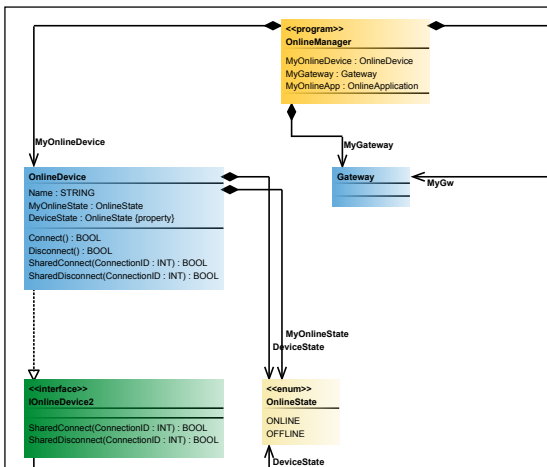 <<program>>
OnlineManager
MyOnlineDevice : OnlineDevice
MyGateway : Gateway
MyOnlineApp : OnlineApplication
MyOnlineDevice
MyGateway
OnlineDevice
Name : STRING
MyOnlineState : OnlineState
DeviceState : OnlineState {property}
Connect() : BOOL
Disconnect() : BOOL
SharedConnect(ConnectionID : INT) : BOOL
SharedDisconnect(ConnectionID : INT) : BOOL
Gateway
MyGw
MyOnlineState
DeviceState
<<interface>>
IOnlineDevice2
SharedConnect(ConnectionID : INT) : BOOL
SharedDisconnect(ConnectionID : INT) : BOOL
<<enum>>
OnlineState
ONLINE
OFFLINE
DeviceState